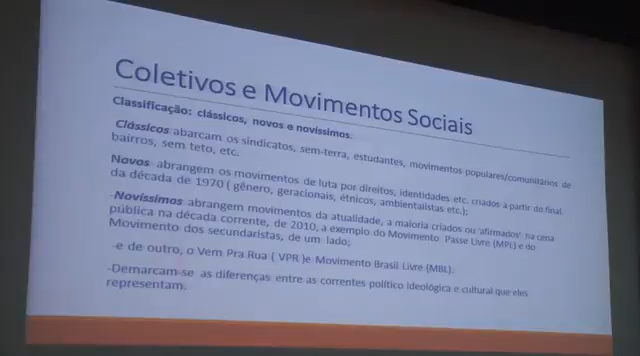 Coletivos e Movimentos Sociais
Classificação: clássicos, novos e novíssimos.
Clássicos abarcam os sindicatos, sem-terra, estudantes, movimentos populares/comunitários de
bairros, sem teto, etc.
Novos abrangem os movimentos de luta por direitos, identidades etc. criados a partir do final
da década de 1970 ( gênero, geracionais, étnicos, ambientalistas etc.);
-Novíssimos abrangem movimentos da atualidade, a maioria criados ou 'afirmados' na cena
pública na década corrente, de 2010, a exemplo do Movimento Passe Livre (MPL) e do
Movimento dos secundaristas, de um lado;
-e de outro, o Vem Pra Rua ( VPR )e Movimento Brasil Livre (MBL).
-Demarcam-se as diferenças entre as correntes político ideológica e cultural que eles
representam.